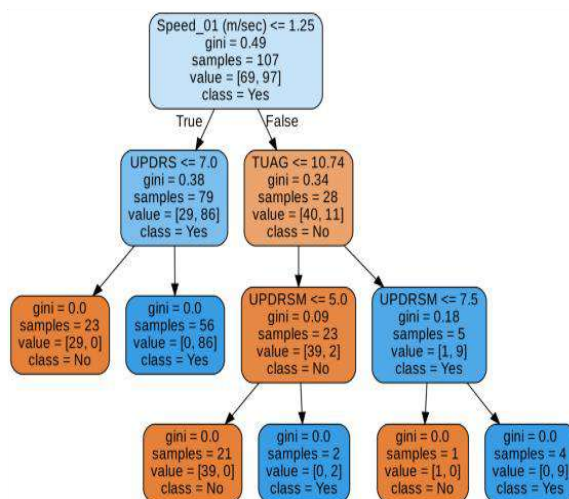 Speed_01 (m/sec) <= 1.25
gini = 0.49
samples = 107
value = [69, 97]
class = Yes
True
False
UPDRS <= 7.0
gini = 0.38
samples = 79
value = [29, 86]
class = Yes
TUAG <= 10.74
gini = 0.34
samples = 28
value = [40, 11]
class = No
gini = 0.0
samples = 23
value = [29, 0]
class = No
gini = 0.0
samples = 56
value = [0, 86]
class = Yes
UPDRSM <= 5.0
gini = 0.09
samples = 23
value = [39, 2]
class = No
UPDRSM <= 7.5
gini = 0.18
samples = 5
value = [1, 9]
class = Yes
gini = 0.0
samples = 21
value = [39, 0]
class = No
gini = 0.0
samples = 2
value = [0, 2]
class = Yes
gini = 0.0
samples = 1
value = [1, 0]
class = No
gini = 0.0
samples = 4
value = [0, 9]
class = Yes